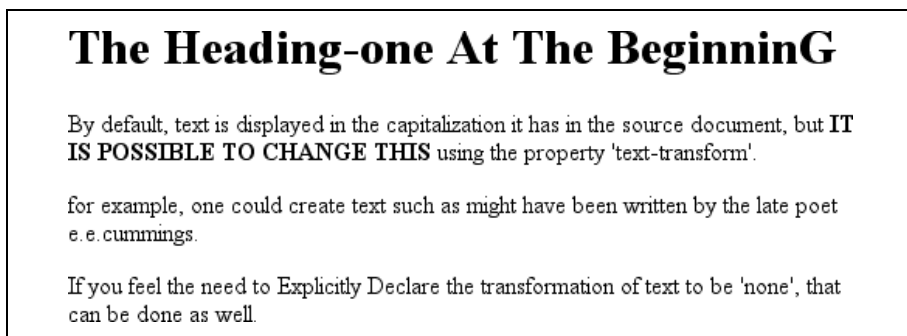 The Heading-one At The BeginninG
By default, text is displayed in the capitalization it has in the source document, but IT
IS POSSIBLE TO CHANGE THIS using the property 'text-transform'.
for example, one could create text such as might have been written by the late poet
e.e.cummings.
If you feel the need to Explicitly Declare the transformation of text to be 'none', that
can be done as well.